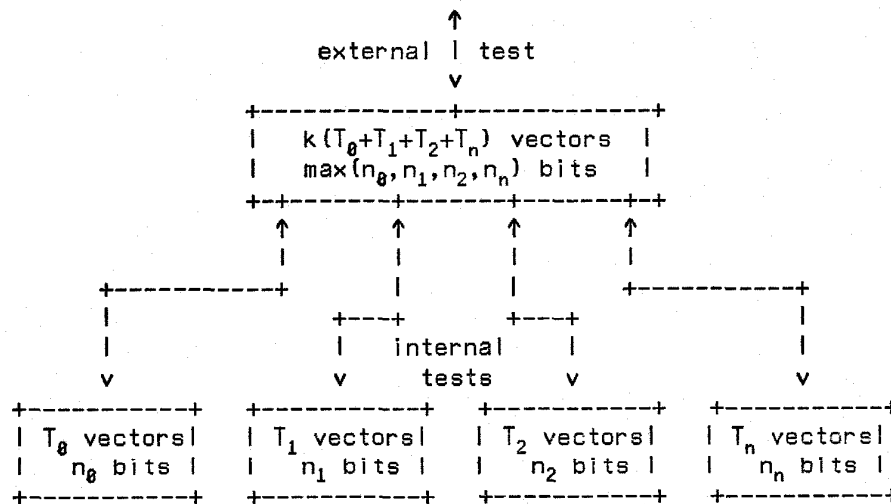 external test
k(T₀+T₁+T₂+Tₙ) vectors
max(n₀,n₁,n₂,nₙ) bits
internal
tests
T₀ vectors T₁ vectors T₂ vectors Tₙ vectors
n₀ bits n₁ bits n₂ bits nₙ bits